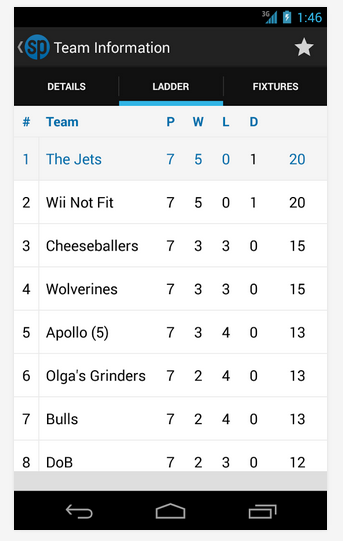 3G 1:46
sp Team Information
DETAILS LADDER FIXTURES
# Team P W L D
1 The Jets 7 5 0 1 20
2 Wii Not Fit 7 5 0 1 20
3 Cheeseballers 7 3 3 0 15
4 Wolverines 7 3 3 0 15
5 Apollo (5) 7 3 4 0 13
6 Olga's Grinders 7 2 4 0 13
7 Bulls 7 2 4 0 13
8 DoB 7 2 3 0 12